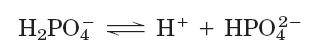 H₂PO₄⁻ ⇌ H⁺ + HPO₄²⁻